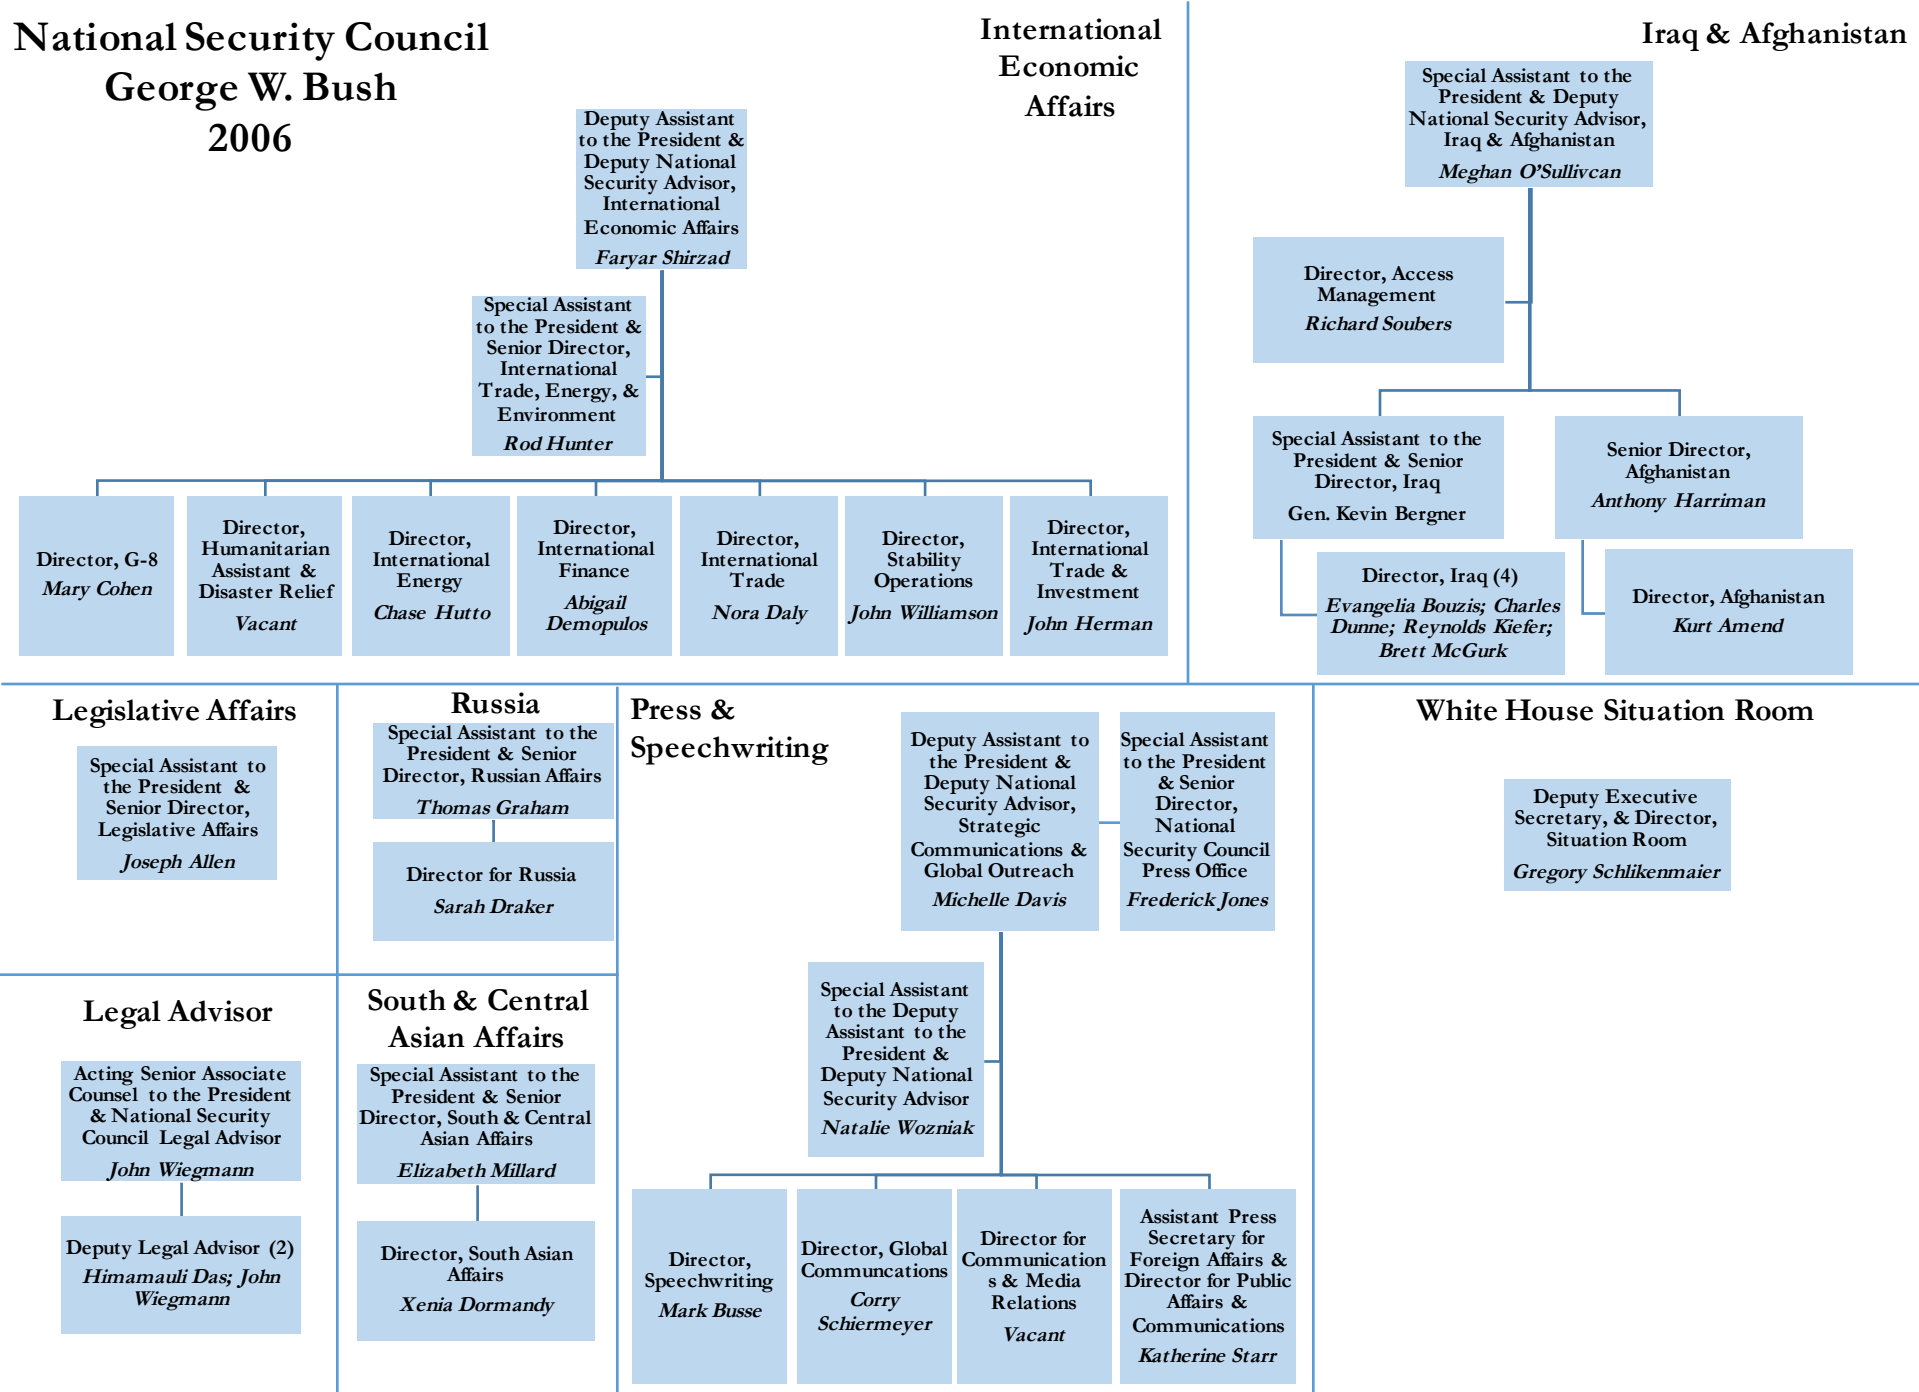 National Security Council
George W. Bush
2006
International
Economic
Affairs
Deputy Assistant
to the President &
Deputy National
Security Advisor,
International
Economic Affairs
Faryar Shirzad
Special Assistant
to the President &
Senior Director,
International
Trade, Energy, &
Environment
Rod Hunter
Director, G-8
Mary Cohen
Director,
Humanitarian
Assistant &
Disaster Relief
Vacant
Director,
International
Energy
Chase Hutto
Director,
International
Finance
Abigail
Demopulos
Director,
International
Trade
Nora Daly
Director,
Stability
Operations
John Williamson
Director,
International
Trade &
Investment
John Herman
Iraq & Afghanistan
Special Assistant to the
President & Deputy
National Security Advisor,
Iraq & Afghanistan
Meghan O'Sullivcan
Director, Access
Management
Richard Soubers
Special Assistant to the
President & Senior
Director, Iraq
Gen. Kevin Bergner
Senior Director,
Afghanistan
Anthony Harriman
Director, Iraq (4)
Evangelia Bouzis; Charles
Dunne; Reynolds Kiefer;
Brett McGurk
Director, Afghanistan
Kurt Amend
Legislative Affairs
Special Assistant to
the President &
Senior Director,
Legislative Affairs
Joseph Allen
Russia
Special Assistant to the
President & Senior
Director, Russian Affairs
Thomas Graham
Director for Russia
Sarah Draker
Press &
Speechwriting
Deputy Assistant to
the President &
Deputy National
Security Advisor,
Strategic
Communications &
Global Outreach
Michelle Davis
Special Assistant
to the President
& Senior
Director,
National
Security Council
Press Office
Frederick Jones
Special Assistant
to the Deputy
Assistant to the
President &
Deputy National
Security Advisor
Natalie Wozniak
Director,
Speechwriting
Mark Busse
Director, Global
Communcations
Corry
Schiermeyer
Director for
Communication
s & Media
Relations
Vacant
Assistant Press
Secretary for
Foreign Affairs &
Director for Public
Affairs &
Communications
Katherine Starr
White House Situation Room
Deputy Executive
Secretary, & Director,
Situation Room
Gregory Schlikenmaier
Legal Advisor
Acting Senior Associate
Counsel to the President
& National Security
Council Legal Advisor
John Wiegmann
Deputy Legal Advisor (2)
Himamauli Das; John
Wiegmann
South & Central
Asian Affairs
Special Assistant to the
President & Senior
Director, South & Central
Asian Affairs
Elizabeth Millard
Director, South Asian
Affairs
Xenia Dormandy